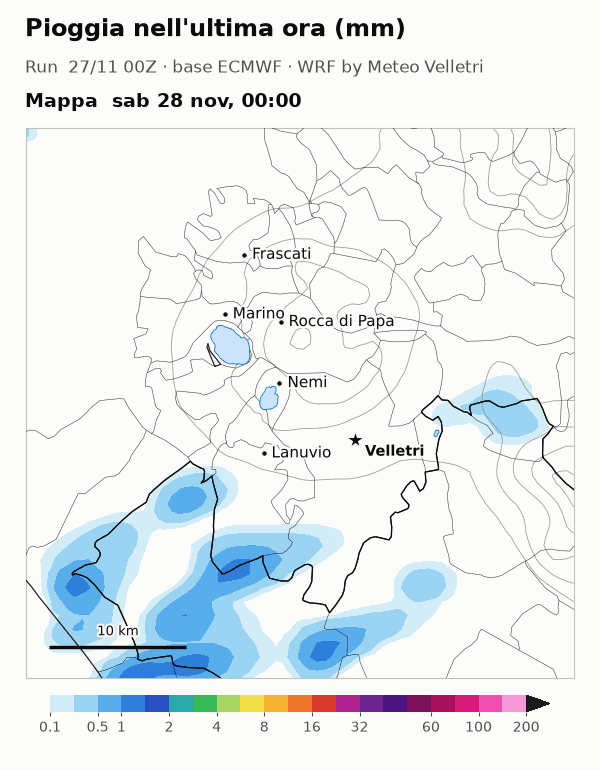 Pioggia nell'ultima ora (mm)
Run  27/11 00Z · base ECMWF · WRF by Meteo Velletri
Mappa  sab 28 nov, 00:00
Frascati
Marino
Rocca di Papa
Nemi
Velletri
Lanuvio
10 km
0.1 0.5 1 2 4 8 16 32 60 100 200